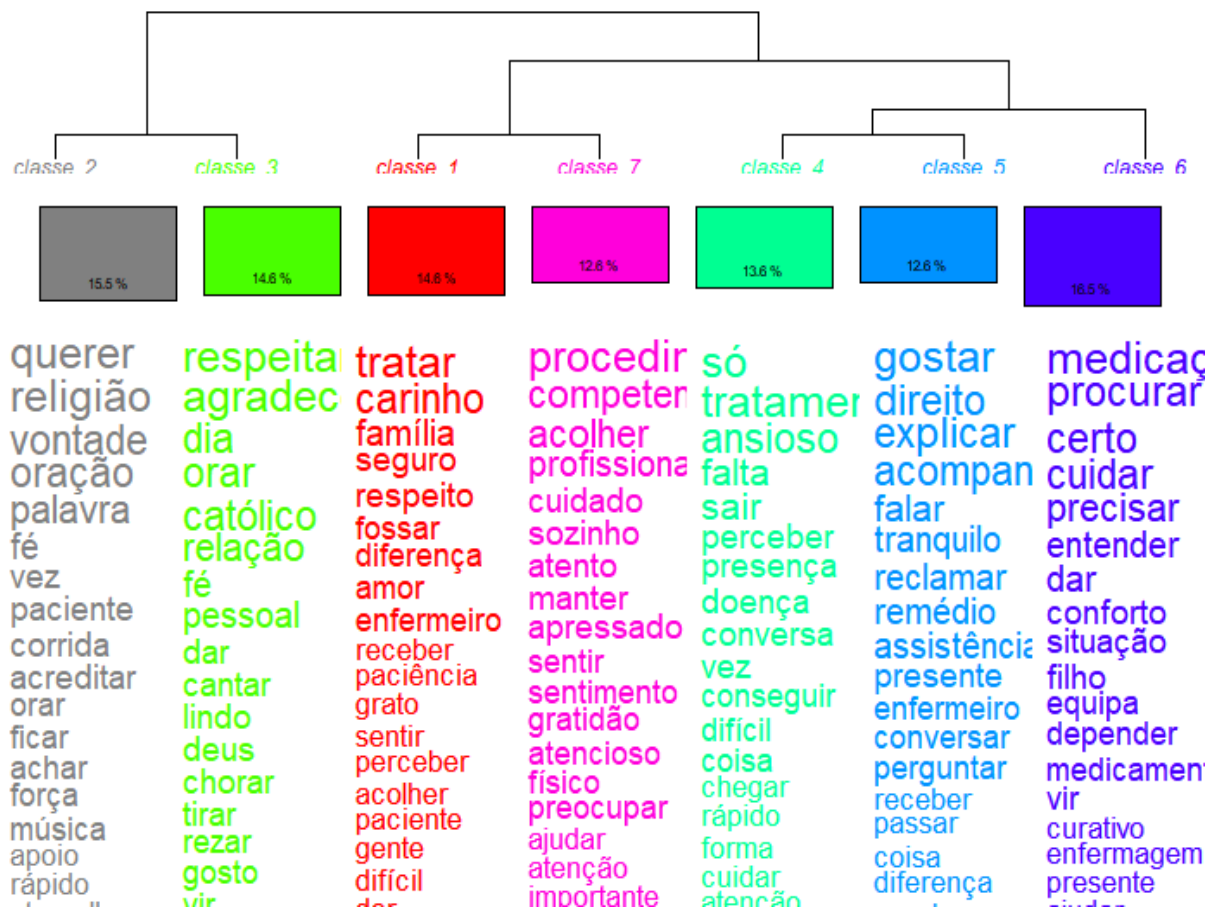 classe 2
classe 3
classe 1
classe 7
classe 4
classe 5
classe 6
15.5 %
14.6 %
14.6 %
12.6 %
13.6 %
12.6 %
16.5 %
querer
religião
vontade
oração
palavra
fé
vez
paciente
corrida
acreditar
orar
ficar
achar
força
música
apoio
rápido
respeita
agradec
dia
orar
católico
relação
fé
pessoal
dar
cantar
lindo
deus
chorar
tirar
rezar
gosto
vir
tratar
carinho
família
seguro
respeito
fossar
diferença
amor
enfermeiro
receber
paciência
grato
sentir
perceber
acolher
paciente
gente
difícil
dar
procedir
competen
acolher
profissiona
cuidado
sozinho
atento
manter
apressado
sentir
sentimento
gratidão
atencioso
físico
preocupar
ajudar
atenção
importante
só
tratamer
ansioso
falta
sair
perceber
presença
doença
conversa
vez
conseguir
difícil
coisa
chegar
rápido
forma
cuidar
atenção
gostar
direito
explicar
acompan
falar
tranquilo
reclamar
remédio
assistência
presente
enfermeiro
conversar
perguntar
receber
passar
coisa
diferença
medicaç
procurar
certo
cuidar
precisar
entender
dar
conforto
situação
filho
equipa
depender
medicament
vir
curativo
enfermagem
presente
ajudar